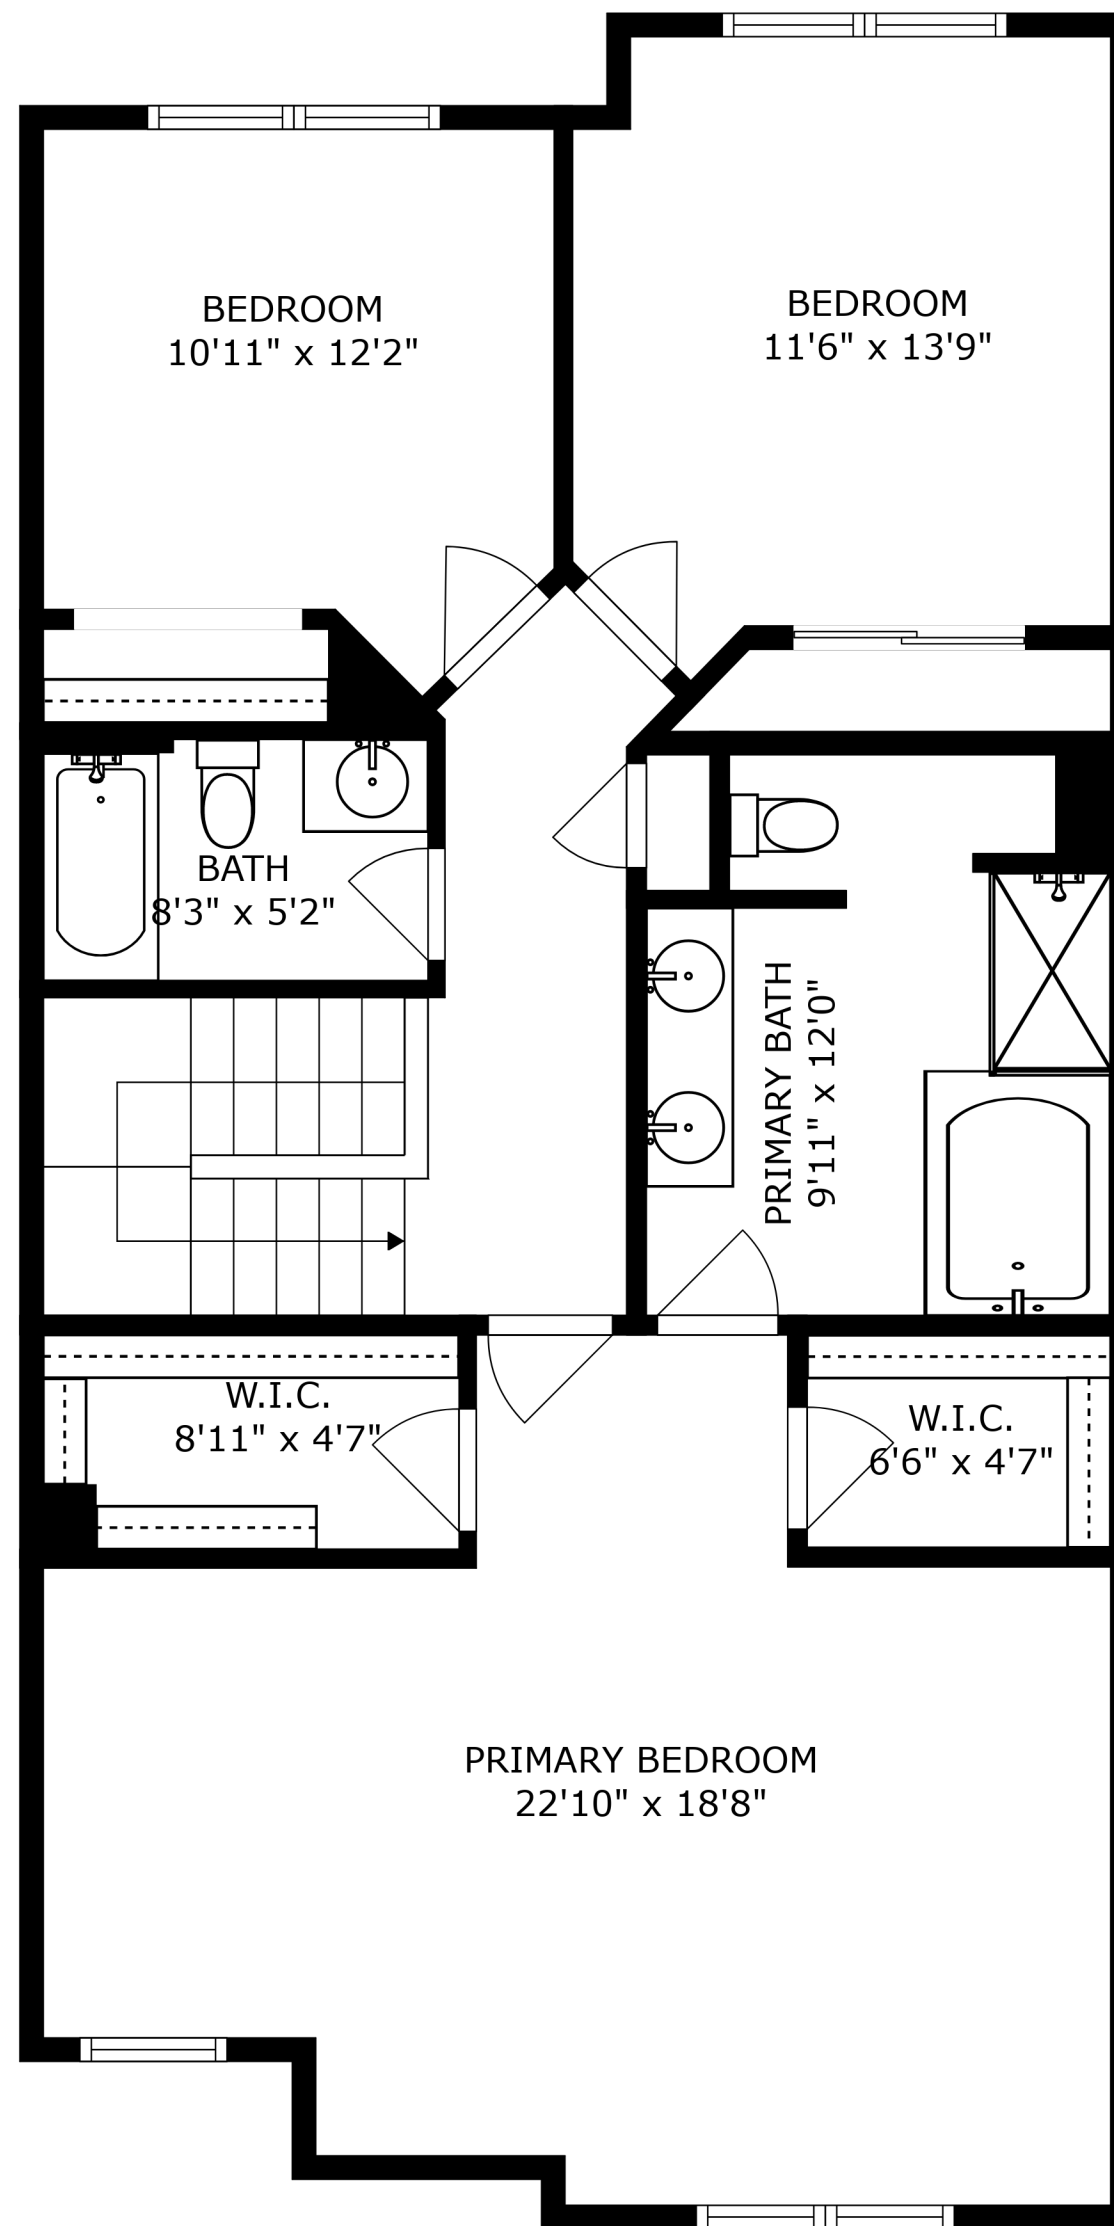 BEDROOM
10'11" x 12'2"
BEDROOM
11'6" x 13'9"
BATH
8'3" x 5'2"
PRIMARY BATH
9'11" x 12'0"
W.I.C.
8'11" x 4'7"
W.I.C.
6'6" x 4'7"
PRIMARY BEDROOM
22'10" x 18'8"